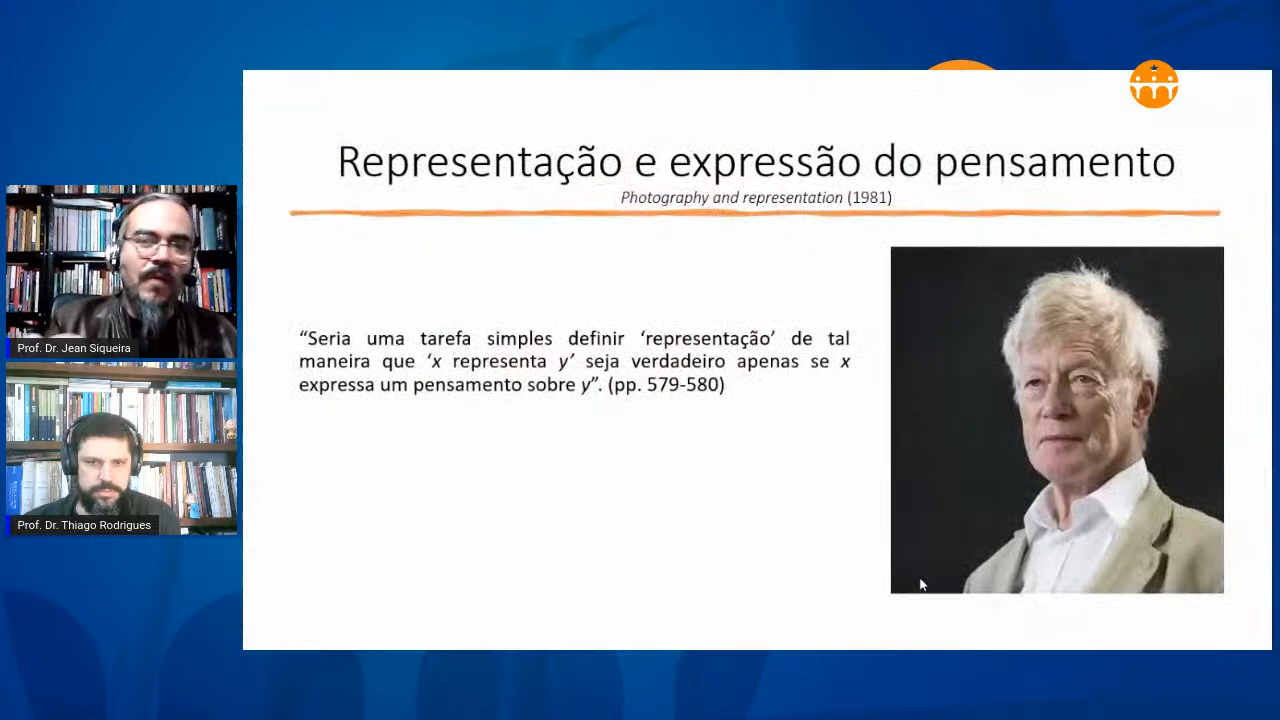 Representação e expressão do pensamento
Photography and representation (1981)
“Seria uma tarefa simples definir ‘representação’ de tal
maneira que ‘x representa y’ seja verdadeiro apenas se x
expressa um pensamento sobre y”. (pp. 579-580)
Prof. Dr. Jean Siqueira
Prof. Dr. Thiago Rodrigues